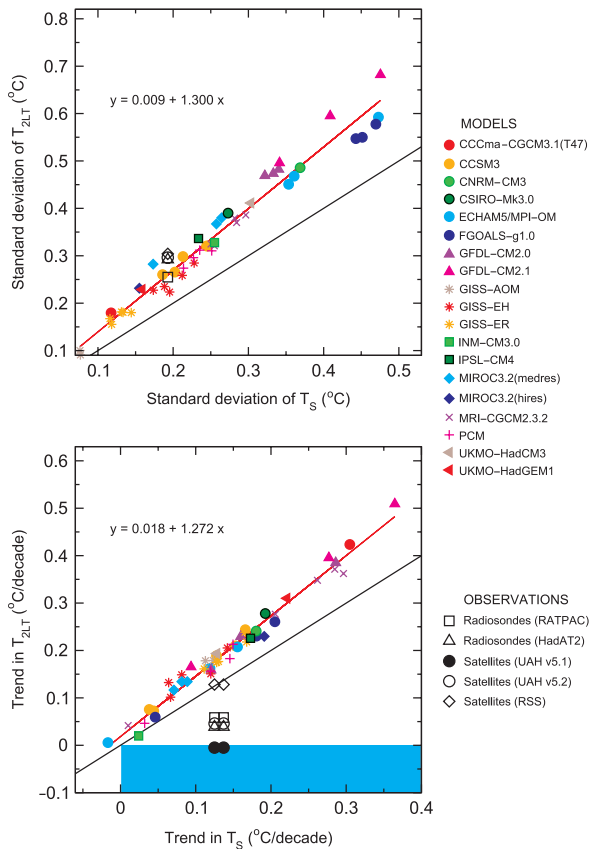 Standard deviation of T2LT (°C)
0.8
0.7
0.6
0.5
0.4
0.3
0.2
0.1
y = 0.009 + 1.300 x
0.1 0.2 0.3 0.4 0.5
Standard deviation of TS (°C)
MODELS
CCCma–CGCM3.1(T47)
CCSM3
CNRM–CM3
CSIRO–Mk3.0
ECHAM5/MPI–OM
FGOALS–g1.0
GFDL–CM2.0
GFDL–CM2.1
GISS–AOM
GISS–EH
GISS–ER
INM–CM3.0
IPSL–CM4
MIROC3.2(medres)
MIROC3.2(hires)
MRI–CGCM2.3.2
PCM
UKMO–HadCM3
UKMO–HadGEM1
Trend in T2LT (°C/decade)
0.6
0.5
0.4
0.3
0.2
0.1
0
–0.1
y = 0.018 + 1.272 x
0 0.1 0.2 0.3 0.4
Trend in TS (°C/decade)
OBSERVATIONS
Radiosondes (RATPAC)
Radiosondes (HadAT2)
Satellites (UAH v5.1)
Satellites (UAH v5.2)
Satellites (RSS)